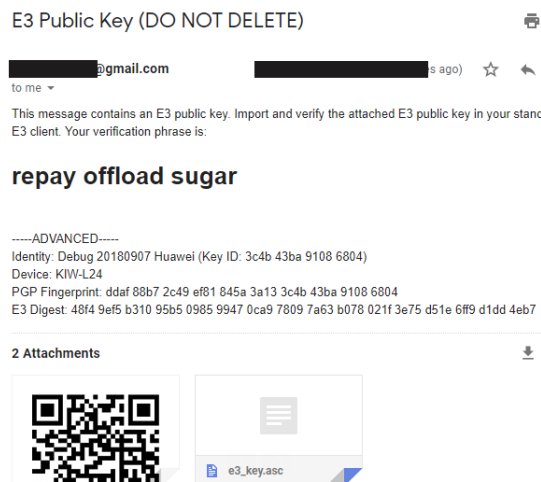 E3 Public Key (DO NOT DELETE)
@gmail.com
s ago)
to me
This message contains an E3 public key. Import and verify the attached E3 public key in your stand
E3 client. Your verification phrase is:
repay offload sugar
-----ADVANCED-----
Identity: Debug 20180907 Huawei (Key ID: 3c4b 43ba 9108 6804)
Device: KIW-L24
PGP Fingerprint: ddaf 88b7 2c49 ef81 845a 3a13 3c4b 43ba 9108 6804
E3 Digest: 48f4 9ef5 b310 95b5 0985 9947 0ca9 7809 7a63 b078 021f 3e75 d51e 6ff9 d1dd 4eb7
2 Attachments
e3_key.asc